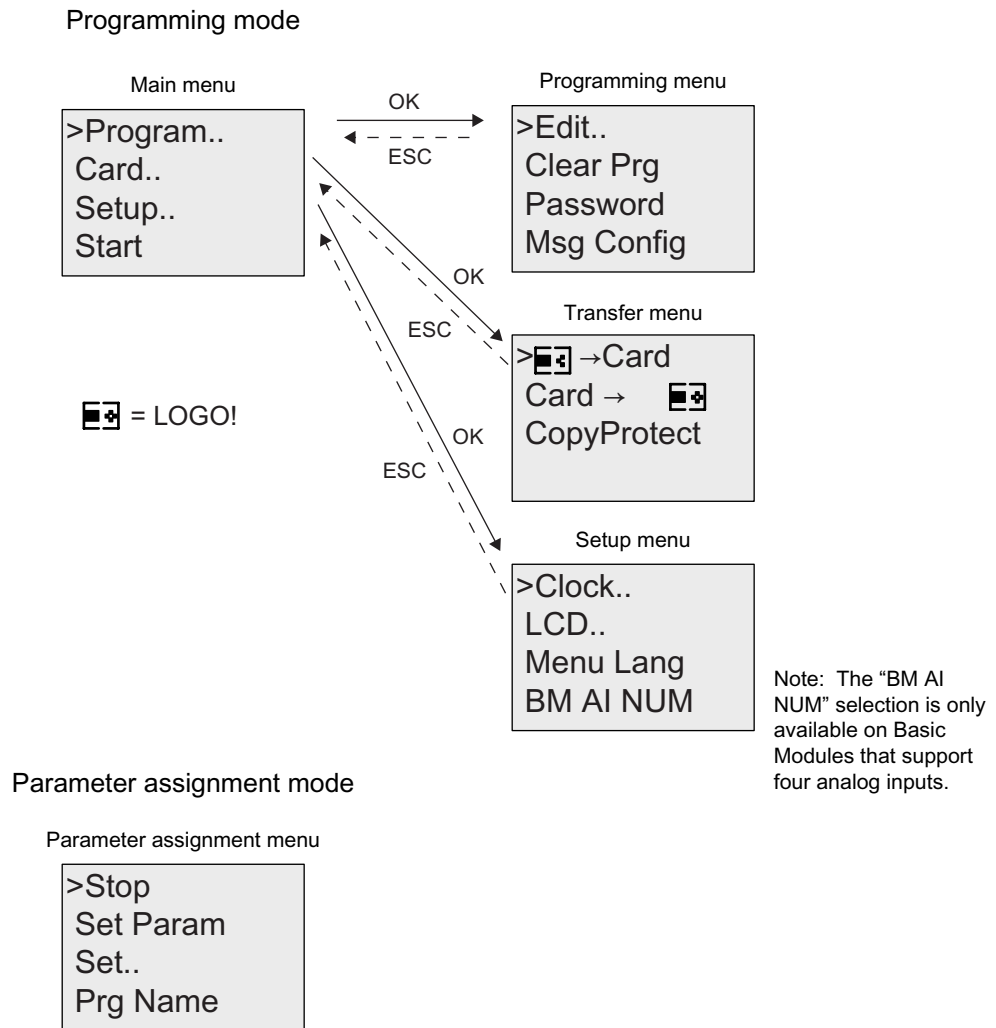 Programming mode
Main menu
>Program..
Card..
Setup..
Start
OK
ESC
Programming menu
>Edit..
Clear Prg
Password
Msg Config
OK
ESC
Transfer menu
> →Card
Card →
CopyProtect
= LOGO!
OK
ESC
Setup menu
>Clock..
LCD..
Menu Lang
BM AI NUM
Note: The “BM AI
NUM” selection is only
available on Basic
Modules that support
four analog inputs.
Parameter assignment mode
Parameter assignment menu
>Stop
Set Param
Set..
Prg Name